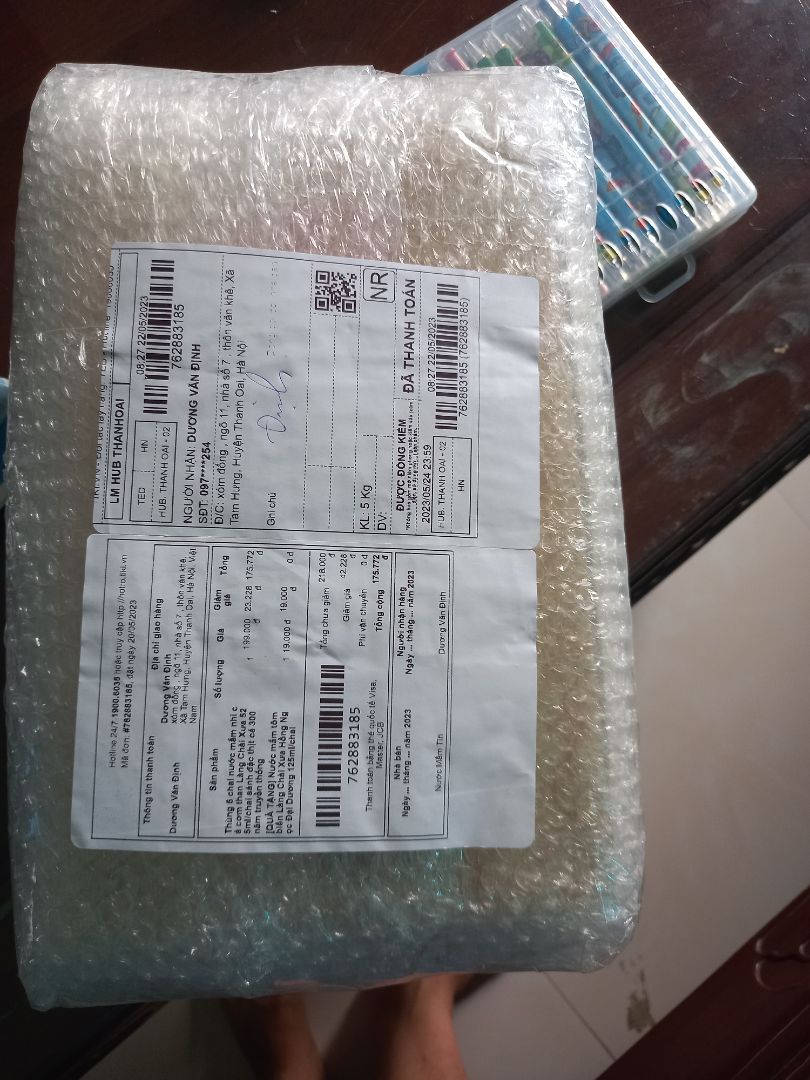 LM HUB THANHOAI
TED
HN
HUB. THANH OAI - 02
08:27 22/05/2023
762883185
NGƯỜI NHẬN: DƯƠNG VĂN ĐỊNH
SĐT: 097****254
Đ/C: xóm đồng , ngõ 11, nhà số 7 , thôn văn khê, Xã
Tam Hưng, Huyện Thanh Oai, Hà Nội
Ghi chú
Định
KL: 5 Kg
NR
DV:
ĐƯỢC ĐỒNG KIỂM
ĐÃ THANH TOÁN
2023/05/24 23:59
08:27 22/05/2023
HUB. THANH OAI - 02
HN
762883185 (762883185)
Hotline 24/7 1900.6035 hoặc truy cập http://hotro.tiki.vn
Mã đơn: #762883185, đặt ngày 20/05/2023
Thông tin thanh toán
Địa chỉ giao hàng
Dương Văn Định
Dương Văn Định
xóm đồng , ngõ 11, nhà số 7 , thôn văn khê,
Xã Tam Hưng, Huyện Thanh Oai, Hà Nội, Việt
Nam
Sản phẩm Số lượng Giá Giảm giá Tổng
Thùng 5 chai nước mắm nhỉ c
á cơm than Làng Chài Xưa 52
5ml/chai sánh đặc thịt cá 300
năm truyền thống
1 199.000 đ 23.228 đ 175.772 đ
[QUÀ TẶNG] Nước mắm tôm
biển Làng Chài Xưa Hồng Ng
ọc Đại Dương 125ml/chai
1 19.000 đ 19.000 đ 0 đ
762883185
Tổng chưa giảm 218.000 đ
Giảm giá 42.228 đ
Phí vận chuyển 0 đ
Tổng cộng 175.772 đ
Thanh toán bằng thẻ quốc tế Visa,
Master, JCB
Nhà bán
Ngày ... tháng ... năm 2023
Người nhận hàng
Ngày ... tháng ... năm 2023
Nước Mắm Tin
Dương Văn Định